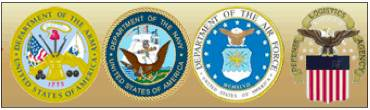 DEPARTMENT OF THE ARMY
UNITED STATES OF AMERICA
1775
DEPARTMENT OF THE NAVY
UNITED STATES OF AMERICA
DEPARTMENT OF THE AIR FORCE
MCMXLVII
UNITED STATES OF AMERICA
DEFENSE LOGISTICS AGENCY